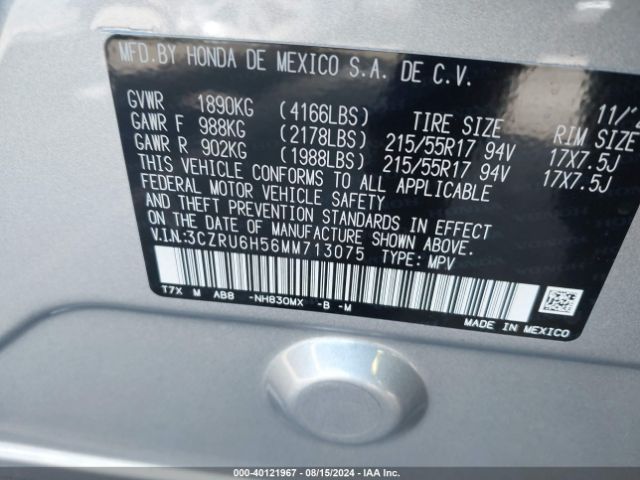 MFD.BY HONDA DE MEXICO S.A. DE C.V.
11/
GVWR 1890KG (4166LBS) TIRE SIZE RIM SIZE
GAWR F 988KG (2178LBS) 215/55R17 94V 17X7.5J
GAWR R 902KG (1988LBS) 215/55R17 94V 17X7.5J
THIS VEHICLE CONFORMS TO ALL APPLICABLE
FEDERAL MOTOR VEHICLE SAFETY
AND THEFT PREVENTION STANDARDS IN EFFECT
ON THE DATE OF MANUFACTURE SHOWN ABOVE.
V.I.N:3CZRU6H56MM713075 TYPE: MPV
T7X M AB8 -NH830MX -B -M
MADE IN MEXICO
000-40121967 - 08/15/2024 - IAA Inc.